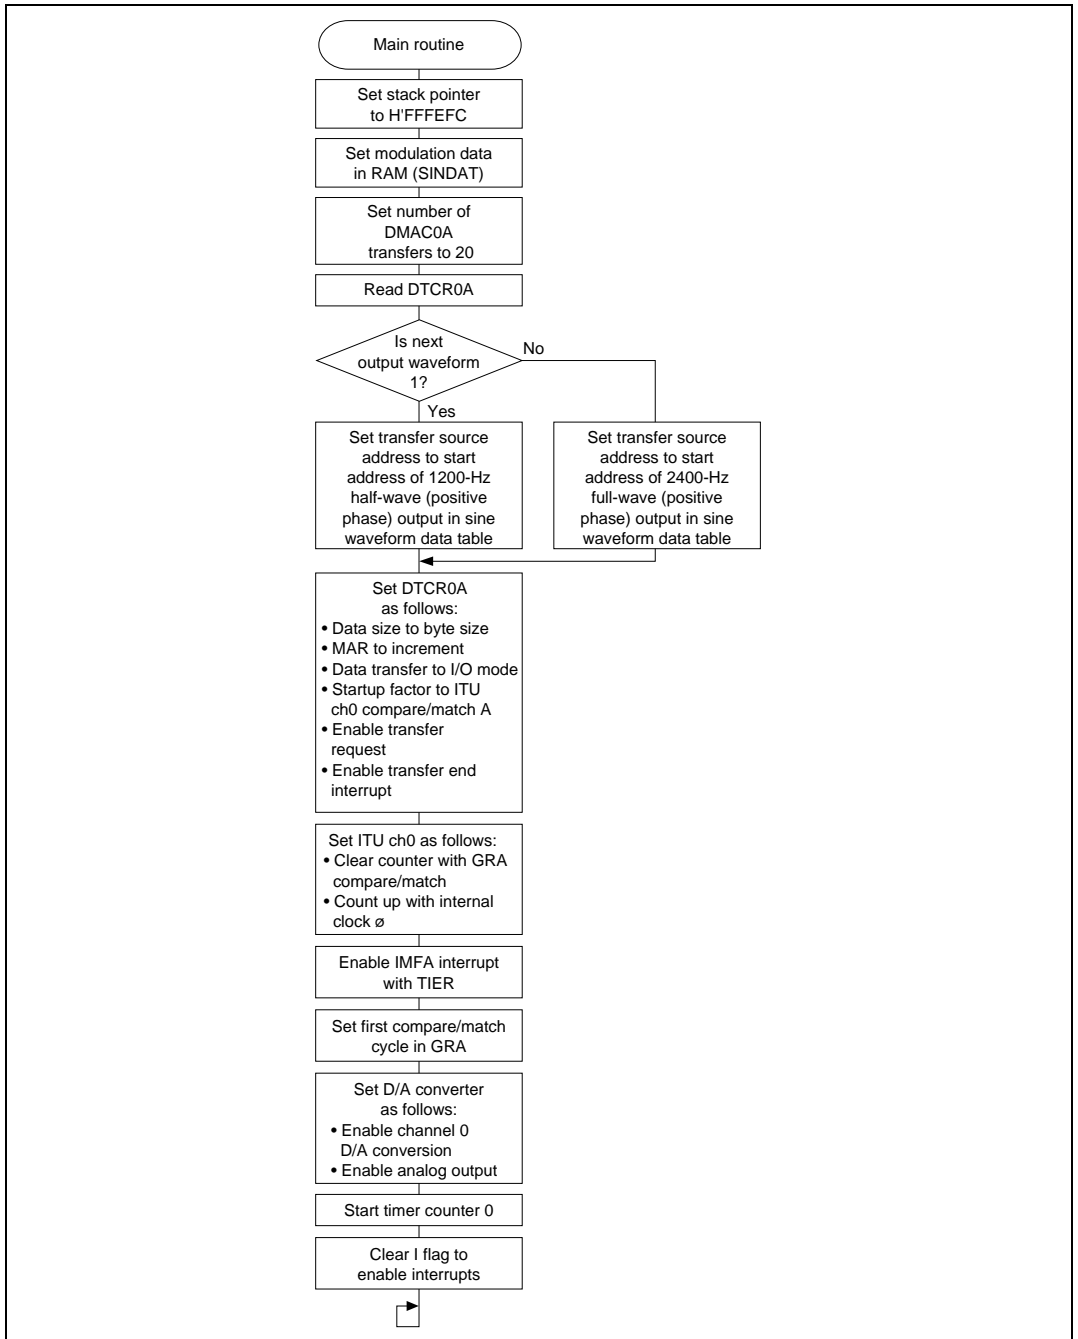 Main routine
Set stack pointer
to H'FFFEFC
Set modulation data
in RAM (SINDAT)
Set number of
DMAC0A
transfers to 20
Read DTCR0A
Is next
output waveform
1?
No
Yes
Set transfer source
address to start
address of 1200-Hz
half-wave (positive
phase) output in sine
waveform data table
Set transfer source
address to start
address of 2400-Hz
full-wave (positive
phase) output in sine
waveform data table
Set DTCR0A
as follows:
• Data size to byte size
• MAR to increment
• Data transfer to I/O mode
• Startup factor to ITU
ch0 compare/match A
• Enable transfer
request
• Enable transfer end
interrupt
Set ITU ch0 as follows:
• Clear counter with GRA
compare/match
• Count up with internal
clock ø
Enable IMFA interrupt
with TIER
Set first compare/match
cycle in GRA
Set D/A converter
as follows:
• Enable channel 0
D/A conversion
• Enable analog output
Start timer counter 0
Clear I flag to
enable interrupts